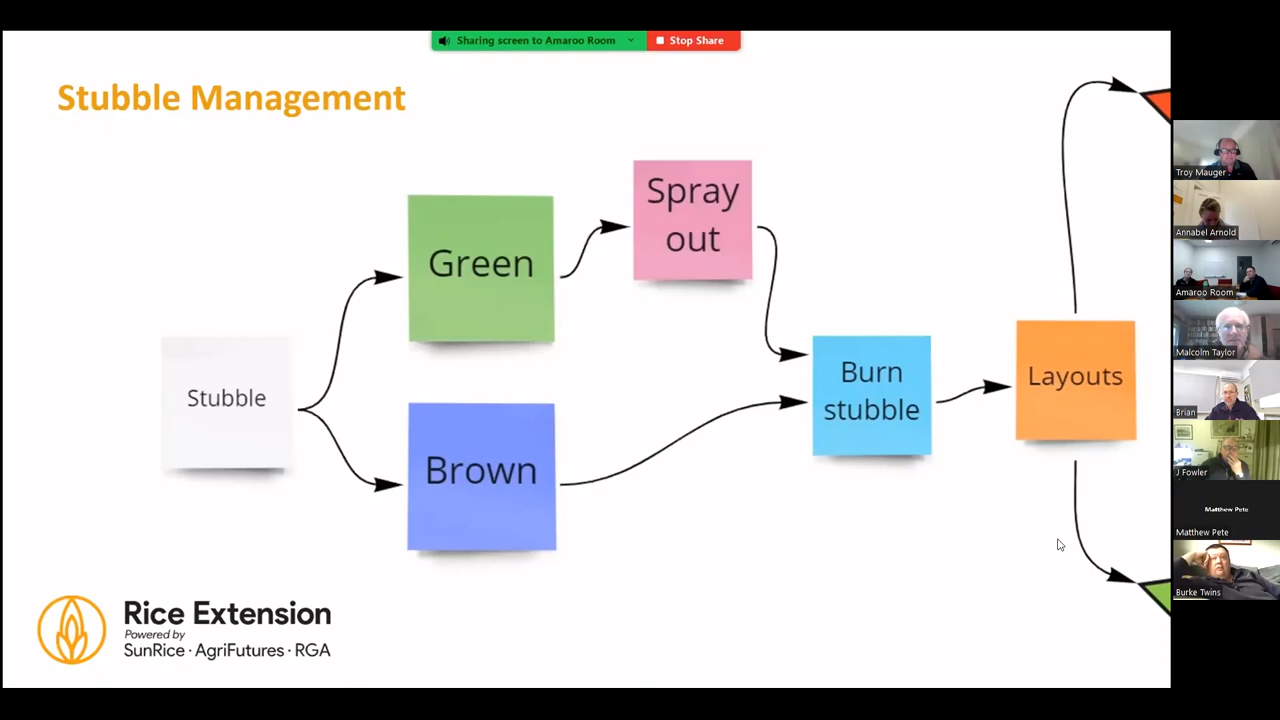 Sharing screen to Amaroo Room
Stop Share
Stubble Management
Spray
out
Green
Stubble
Burn
stubble
Layouts
Brown
Rice Extension
Powered by
SunRice · AgriFutures · RGA
Troy Mauger
Annabel Arnold
Amaroo Room
Malcolm Taylor
Brian
J Fowler
Matthew Pete
Matthew Pete
Burke Twins